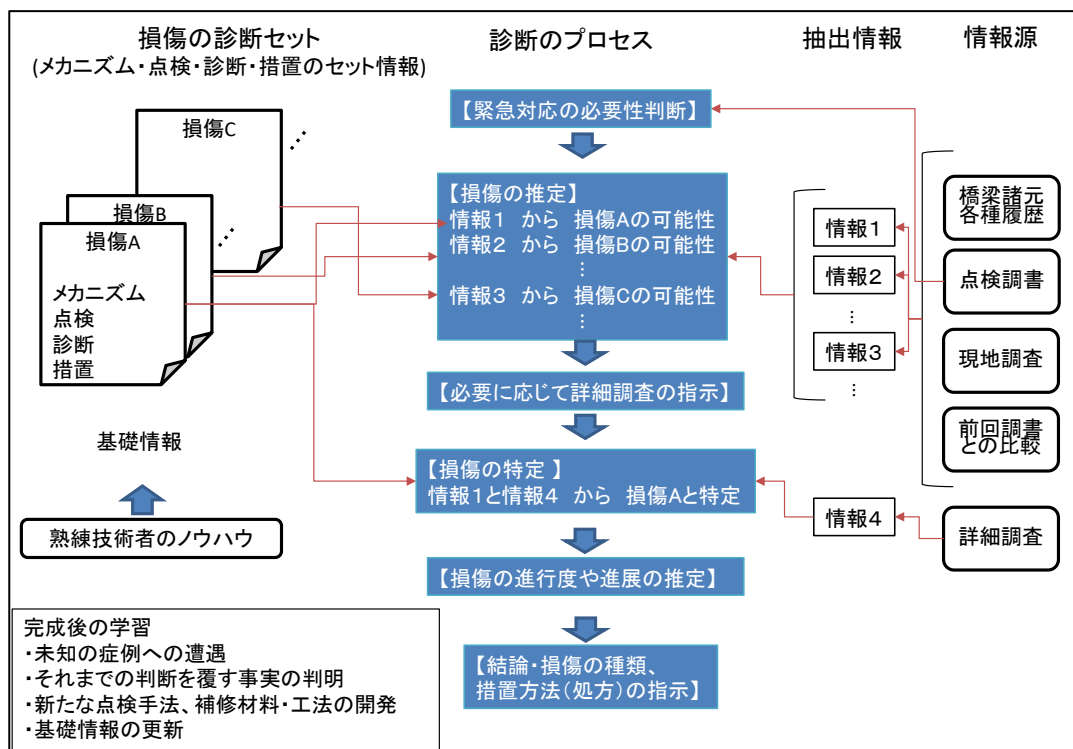 損傷の診断セット
(メカニズム・点検・診断・措置のセット情報)
損傷C
⋯
損傷B
⋯
損傷A
メカニズム
点検
診断
措置
基礎情報
熟練技術者のノウハウ
完成後の学習
・未知の症例への遭遇
・それまでの判断を覆す事実の判明
・新たな点検手法、補修材料・工法の開発
・基礎情報の更新
診断のプロセス
【緊急対応の必要性判断】
【損傷の推定】
情報1 から 損傷Aの可能性
情報2 から 損傷Bの可能性
⋮
情報3 から 損傷Cの可能性
⋮
【必要に応じて詳細調査の指示】
【損傷の特定 】
情報1と情報4 から 損傷Aと特定
【損傷の進行度や進展の推定】
【結論・損傷の種類、
措置方法(処方)の指示】
抽出情報
情報1
情報2
⋮
情報3
⋮
情報4
情報源
橋梁諸元
各種履歴
点検調書
現地調査
前回調書
との比較
詳細調査